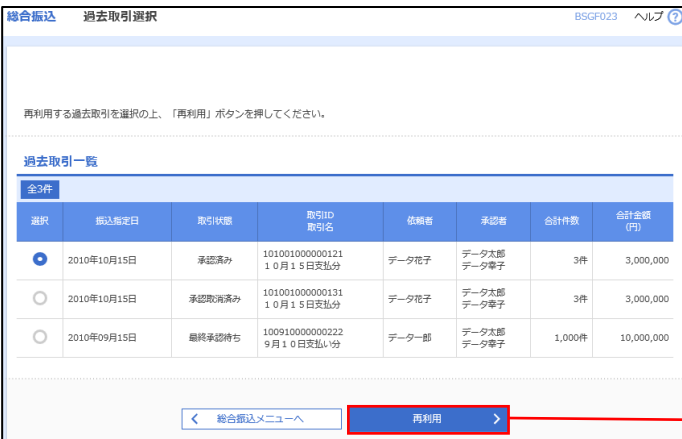 総合振込 過去取引選択 BSGF023 ヘルプ ?
再利用する過去取引を選択の上、「再利用」ボタンを押してください。
過去取引一覧
全3件
選択 振込指定日 取引状態 取引ID 依頼者 承認者 合計件数 合計金額
取引名 (円)
2010年10月15日 承認済み 101001000000121 データ花子 データ太郎 3件 3,000,000
10月15日支払分 データ幸子
2010年10月15日 承認取消済み 101001000000131 データ花子 データ太郎 3件 3,000,000
10月15日支払分 データ幸子
2010年09月15日 最終承認待ち 100910000000222 データ一郎 データ太郎 1,000件 10,000,000
9月10日支払い分 データ幸子
総合振込メニューへ 再利用